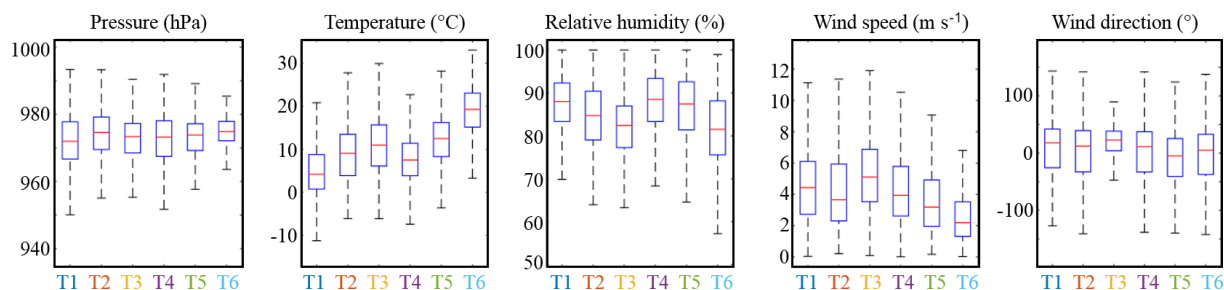 Pressure (hPa)
1000
980
960
940
T1 T2 T3 T4 T5 T6
Temperature (°C)
30
20
10
0
-10
T1 T2 T3 T4 T5 T6
Relative humidity (%)
100
90
80
70
60
50
T1 T2 T3 T4 T5 T6
Wind speed (m s⁻¹)
12
10
8
6
4
2
0
T1 T2 T3 T4 T5 T6
Wind direction (°)
100
0
-100
T1 T2 T3 T4 T5 T6